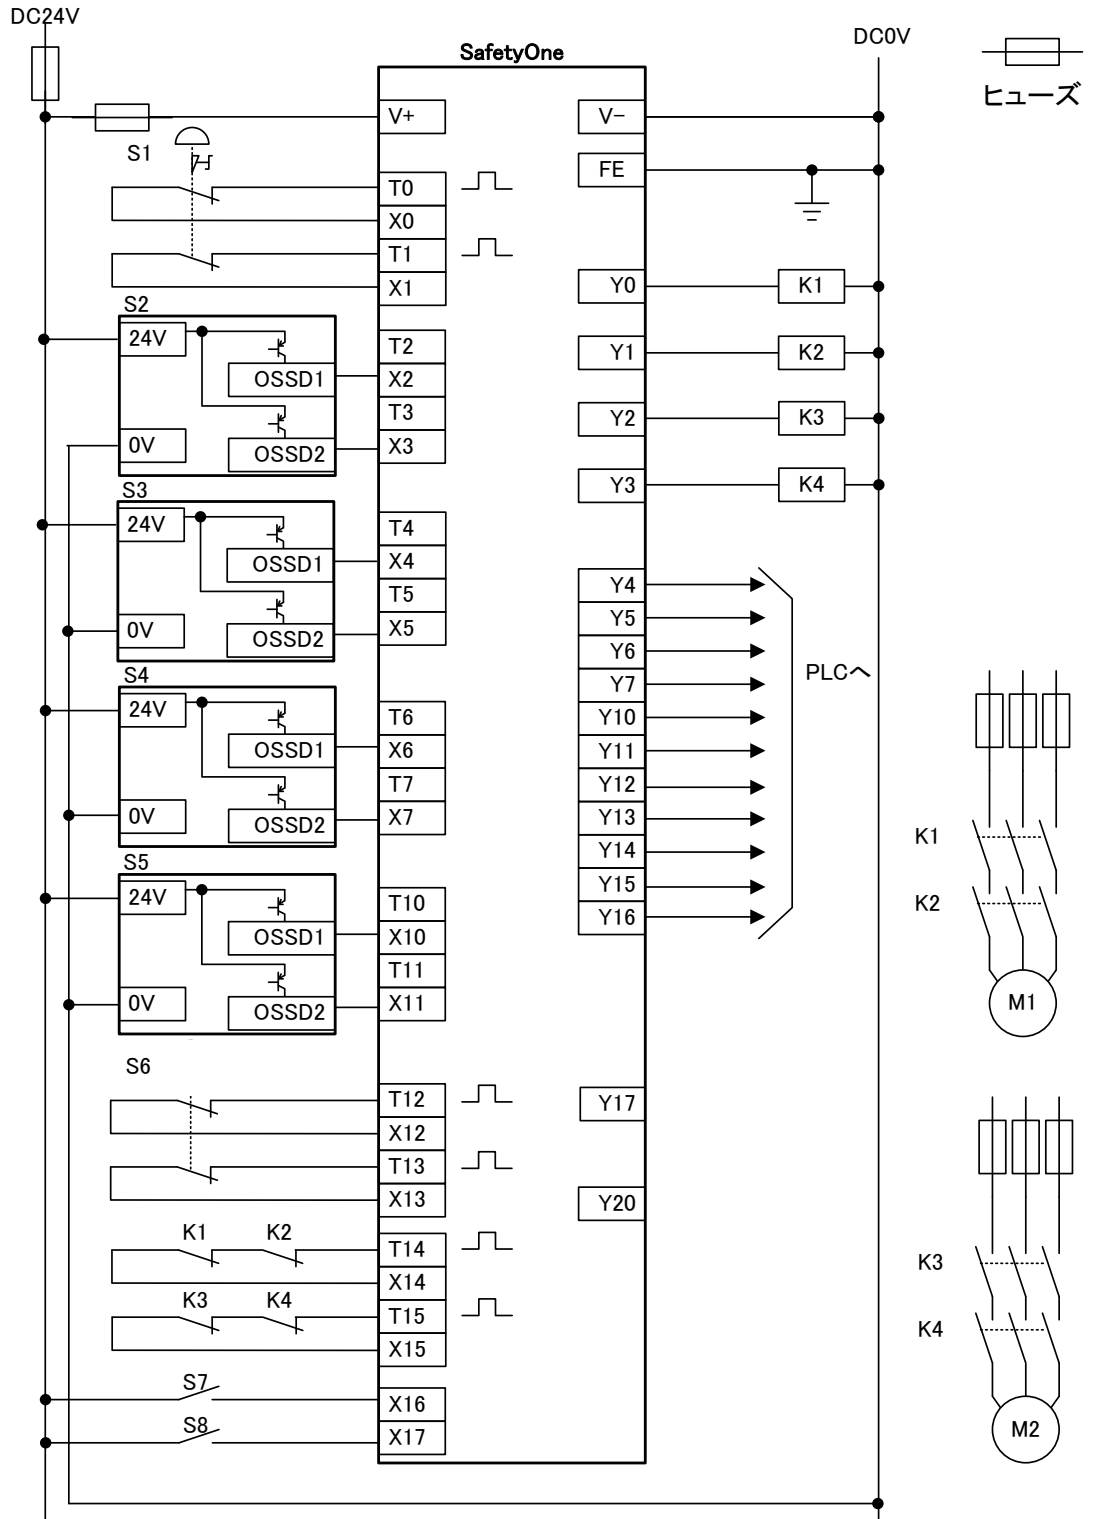 DC24V
SafetyOne
DC0V
ヒューズ
V+
V-
S1
FE
T0
X0
T1
X1
Y0
K1
S2
24V
OSSD1
0V
OSSD2
T2
X2
T3
X3
Y1
K2
Y2
K3
Y3
K4
S3
24V
OSSD1
0V
OSSD2
T4
X4
T5
X5
Y4
Y5
Y6
Y7
Y10
Y11
Y12
Y13
Y14
Y15
Y16
PLCへ
S4
24V
OSSD1
0V
OSSD2
T6
X6
T7
X7
S5
24V
OSSD1
0V
OSSD2
T10
X10
T11
X11
K1
K2
M1
S6
T12
X12
T13
X13
Y17
Y20
K1 K2
T14
X14
K3 K4
T15
X15
S7
X16
S8
X17
K3
K4
M2